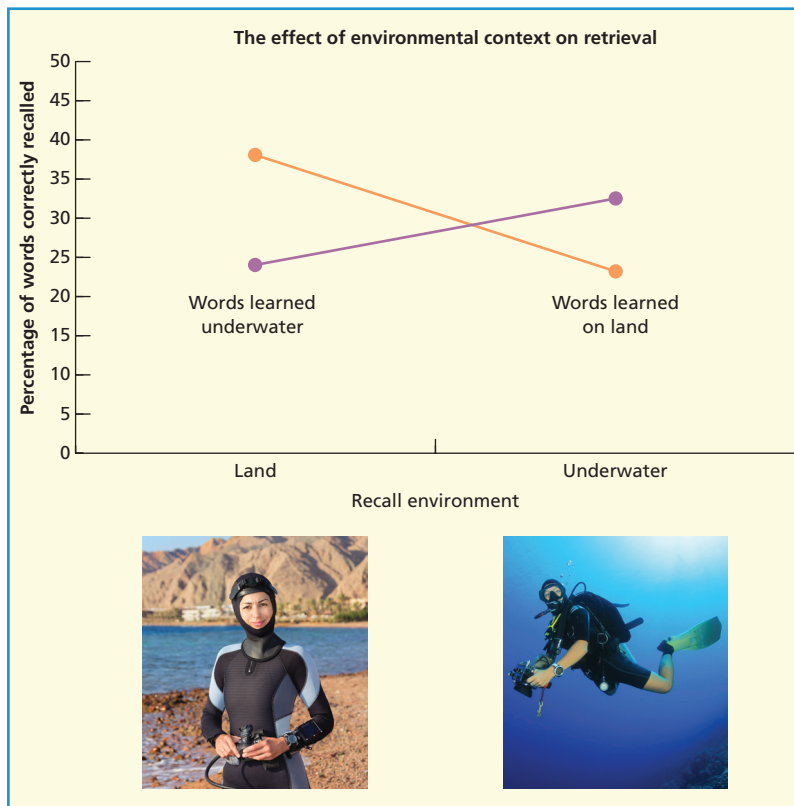 The effect of environmental context on retrieval
Percentage of words correctly recalled
50
45
40
35
30
25
20
15
10
5
0
Words learned
underwater
Words learned
on land
Land
Underwater
Recall environment